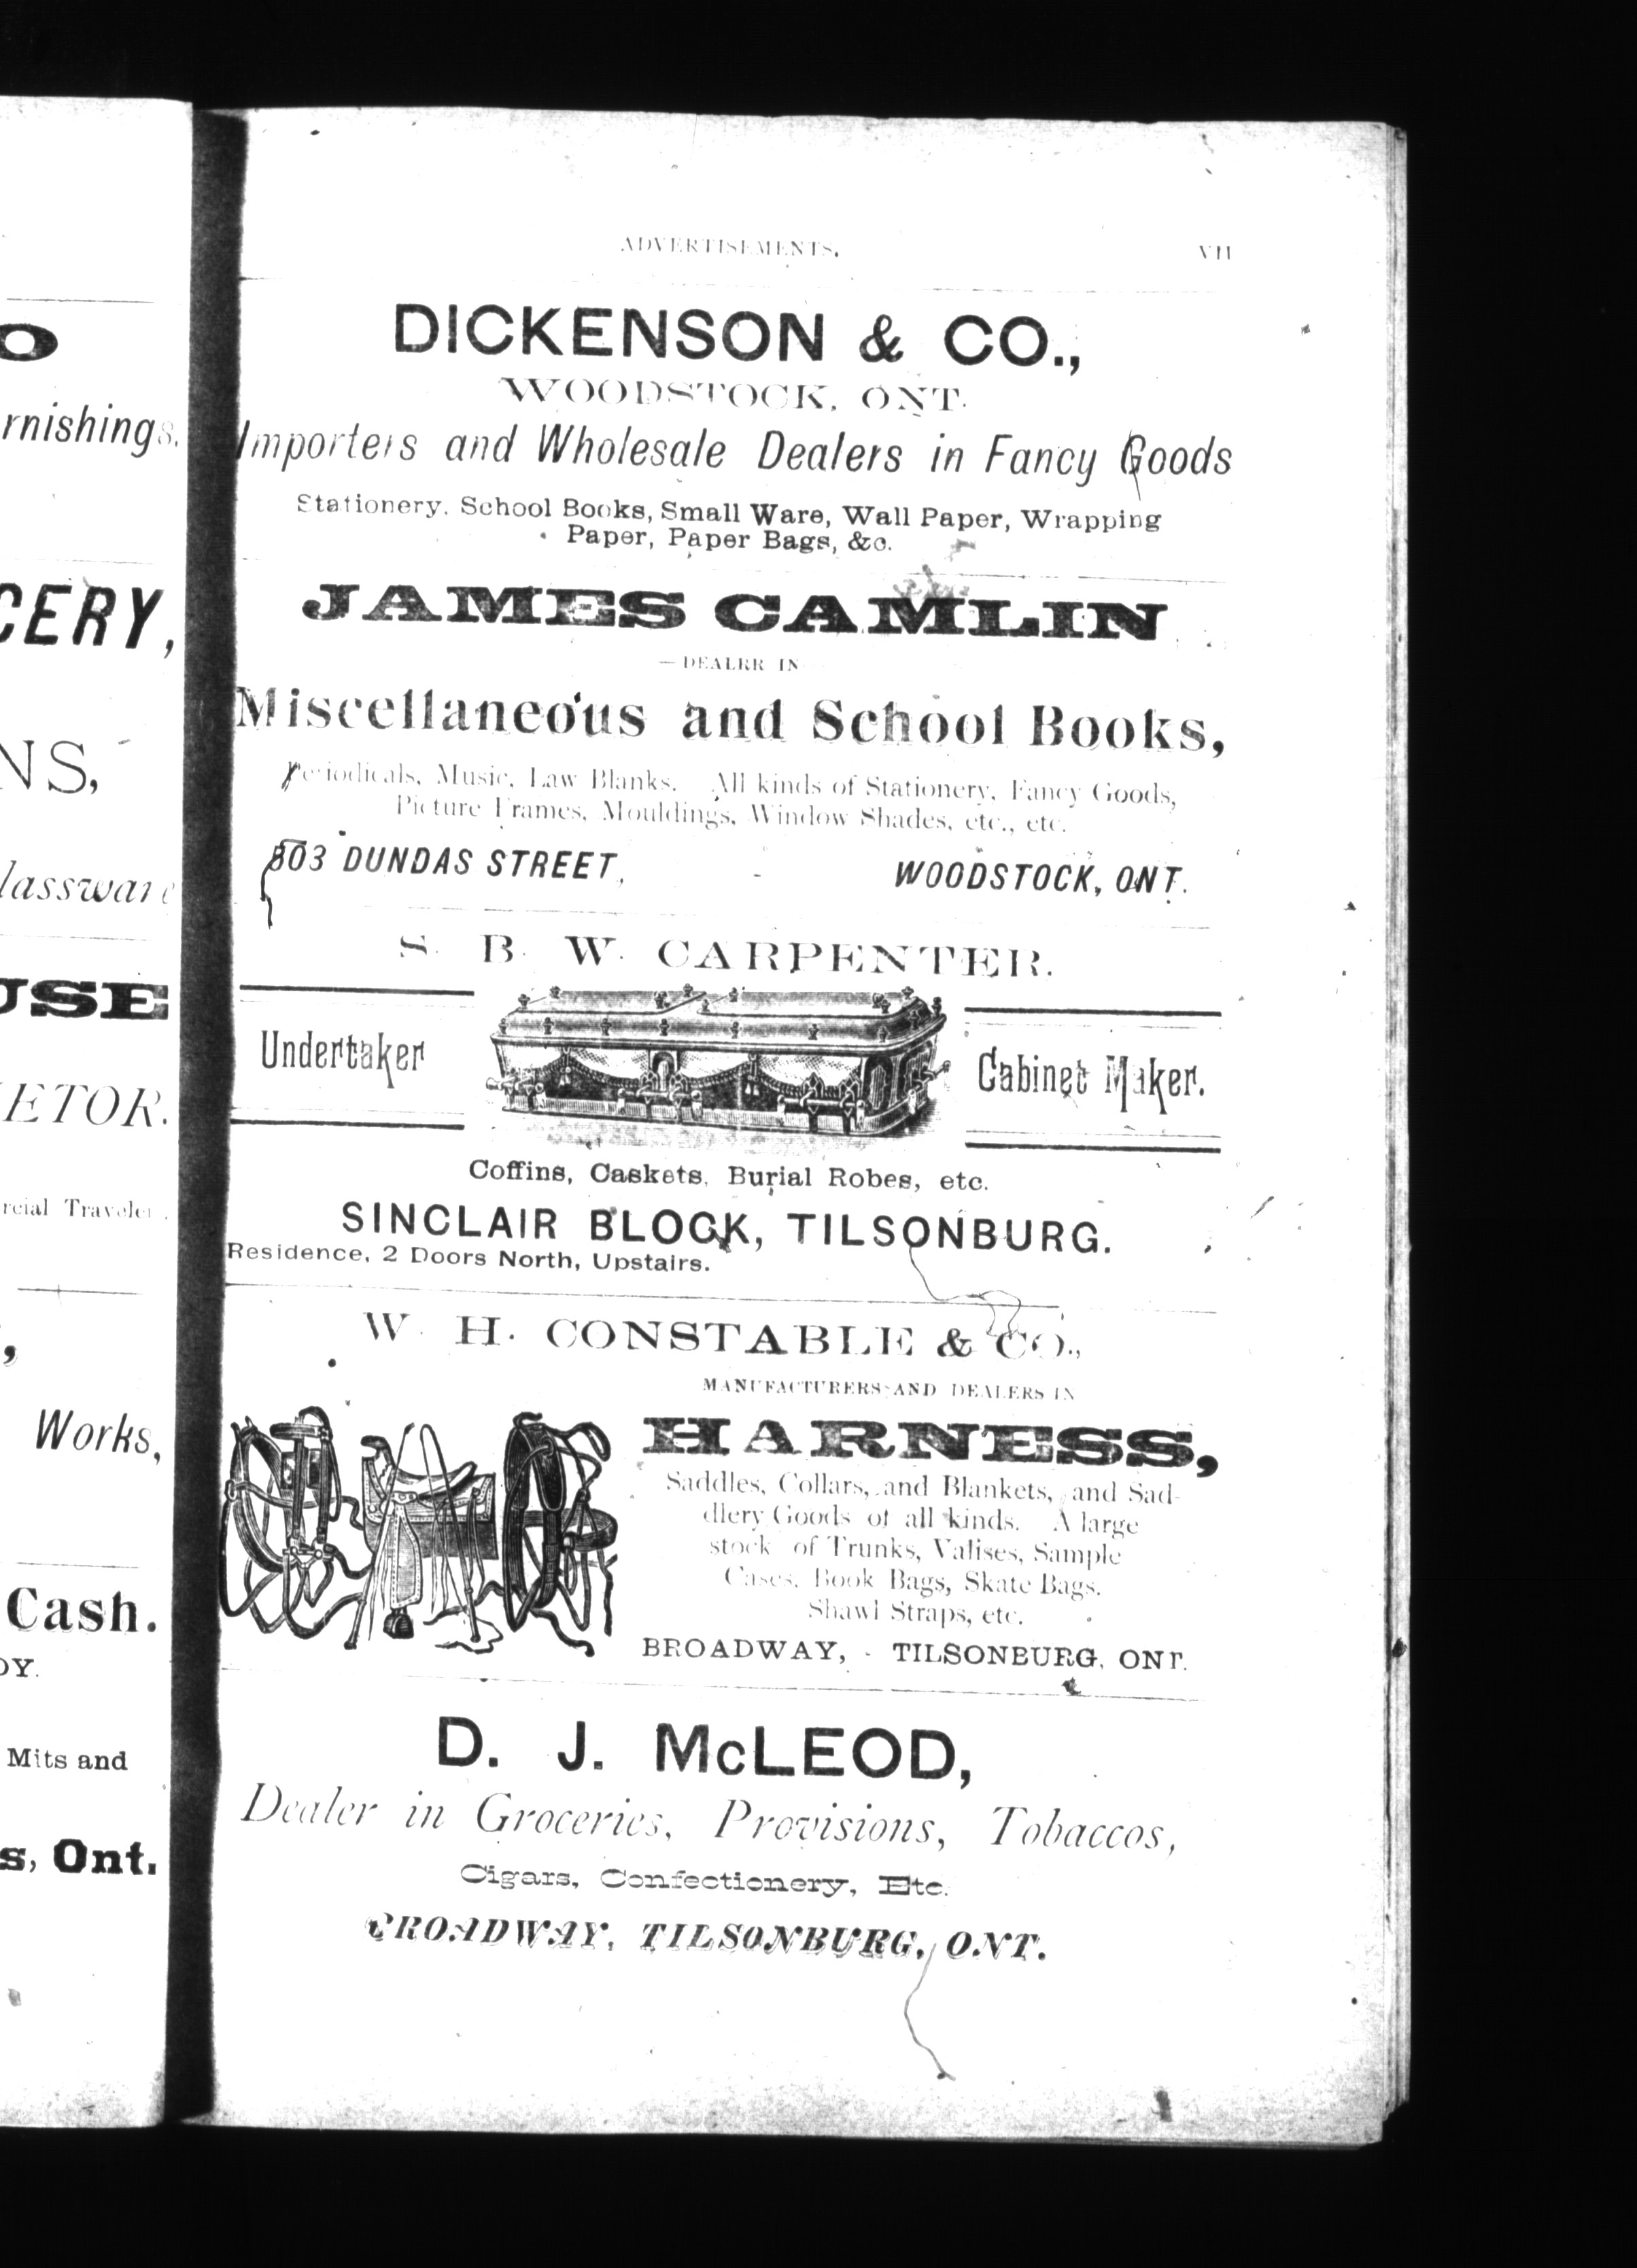 O
rnishings.
CERY,
NS,
lassware
USE
ETOR.
rcial Traveler.
,
Works,
Cash.
OY.
Mits and
s, Ont.
ADVERTISEMENTS.
VII
DICKENSON & CO.,
WOODSTOCK, ONT.
Importers and Wholesale Dealers in Fancy Goods
Stationery, School Books, Small Ware, Wall Paper, Wrapping
Paper, Paper Bags, &c.
JAMES CAMLIN
—DEALER IN
Miscellaneous and School Books,
Periodicals, Music, Law Blanks. All kinds of Stationery, Fancy Goods,
Picture Frames, Mouldings, Window Shades, etc., etc.
503 DUNDAS STREET, - WOODSTOCK, ONT.
S. B. W. CARPENTER.
Undertaker
Cabinet Maker.
Coffins, Caskets, Burial Robes, etc.
SINCLAIR BLOCK, TILSONBURG.
Residence, 2 Doors North, Upstairs.
W. H. CONSTABLE & CO.,
MANUFACTURERS AND DEALERS IN
HARNESS,
Saddles, Collars, and Blankets, and Sad-
dlery Goods of all kinds. A large
stock of Trunks, Valises, Sample
Cases, Book Bags, Skate Bags.
Shawl Straps, etc.
BROADWAY, - TILSONBURG, ONT.
D. J. McLEOD,
Dealer in Groceries, Provisions, Tobaccos,
Cigars, Confectionery, Etc.
BROADWAY, TILSONBURG, ONT.